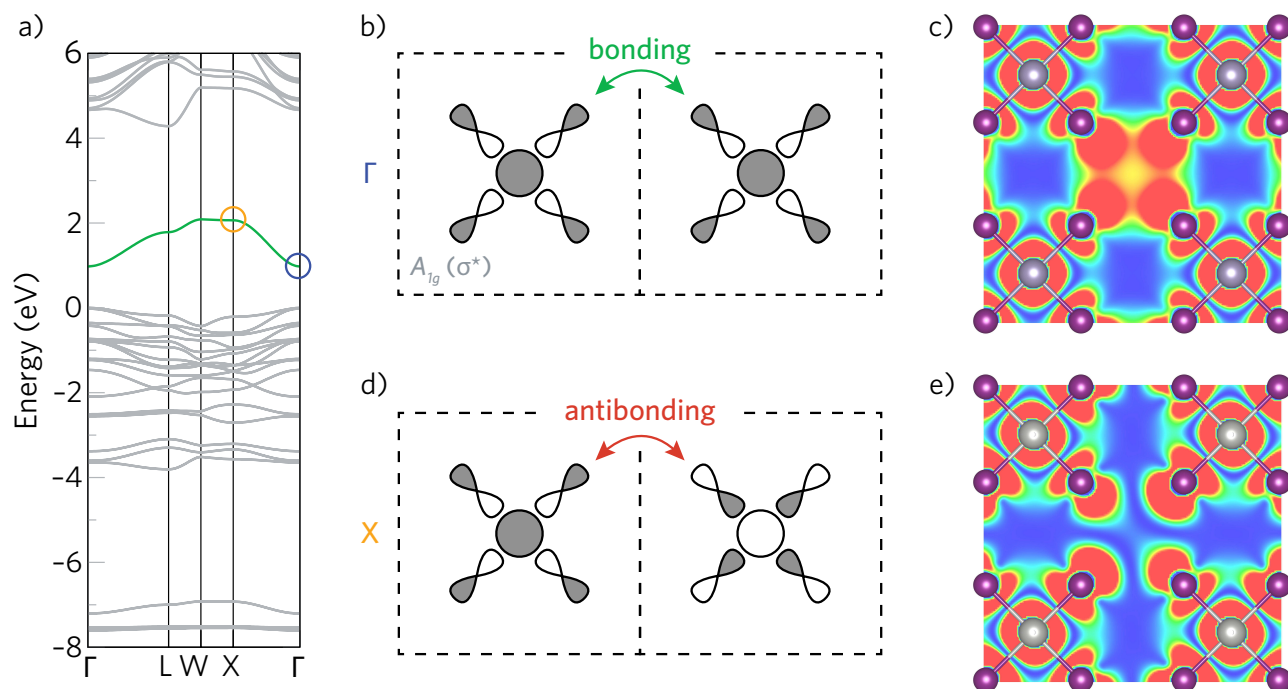 a)
Energy (eV)
6
4
2
0
–2
–4
–6
–8
Γ L W X Γ
b)
bonding
Γ
A1g (σ*)
c)
d)
antibonding
X
e)